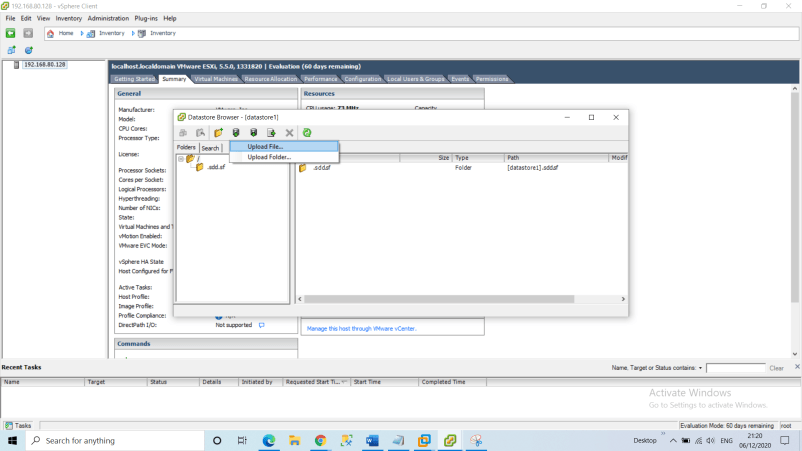 192.168.80.128 - vSphere Client
File Edit View Inventory Administration Plug-ins Help
Home Inventory Inventory
192.168.80.128
localhost.localdomain VMware ESXi, 5.5.0, 1331820 | Evaluation (60 days remaining)
Getting Started Summary Virtual Machines Resource Allocation Performance Configuration Local Users & Groups Events Permissions
General Resources
Manufacturer:
Model:
CPU Cores:
Processor Type:
License:
Processor Sockets:
Cores per Socket:
Logical Processors:
Hyperthreading:
Number of NICs:
State:
Virtual Machines and T
vMotion Enabled:
VMware EVC Mode:
vSphere HA State
Host Configured for F
Active Tasks:
Host Profile:
Image Profile:
Profile Compliance:
DirectPath I/O: Not supported
Datastore Browser - [datastore1]
Folders Search
Upload File...
Upload Folder...
/
.sdd.sf
Size Type Path Modif
.sdd.sf Folder [datastore1].sdd.sf
Manage this host through VMware vCenter.
Commands
Recent Tasks Name, Target or Status contains: Clear
Name Target Status Details Initiated by Requested Start Ti... Start Time Completed Time
Activate Windows
Go to Settings to activate Windows.
Tasks Evaluation Mode: 60 days remaining root
Search for anything Desktop ENG 21:20
06/12/2020